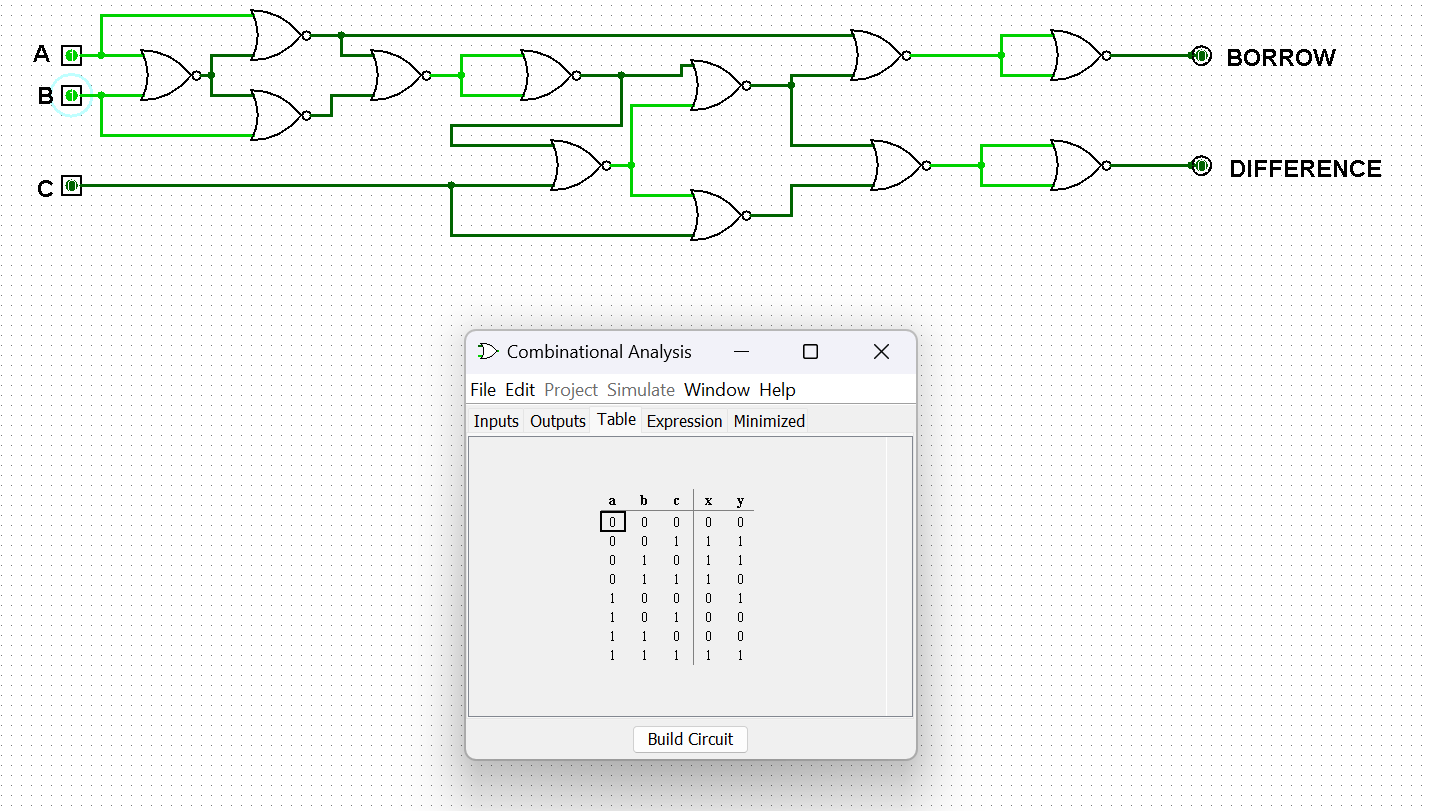 A
1
BORROW
0
B
1
C
0
DIFFERENCE
0
Combinational Analysis
File Edit Project Simulate Window Help
Inputs Outputs Table Expression Minimized
a b c x y
0 0 0 0 0
0 0 1 1 1
0 1 0 1 1
0 1 1 1 0
1 0 0 0 1
1 0 1 0 0
1 1 0 0 0
1 1 1 1 1
Build Circuit